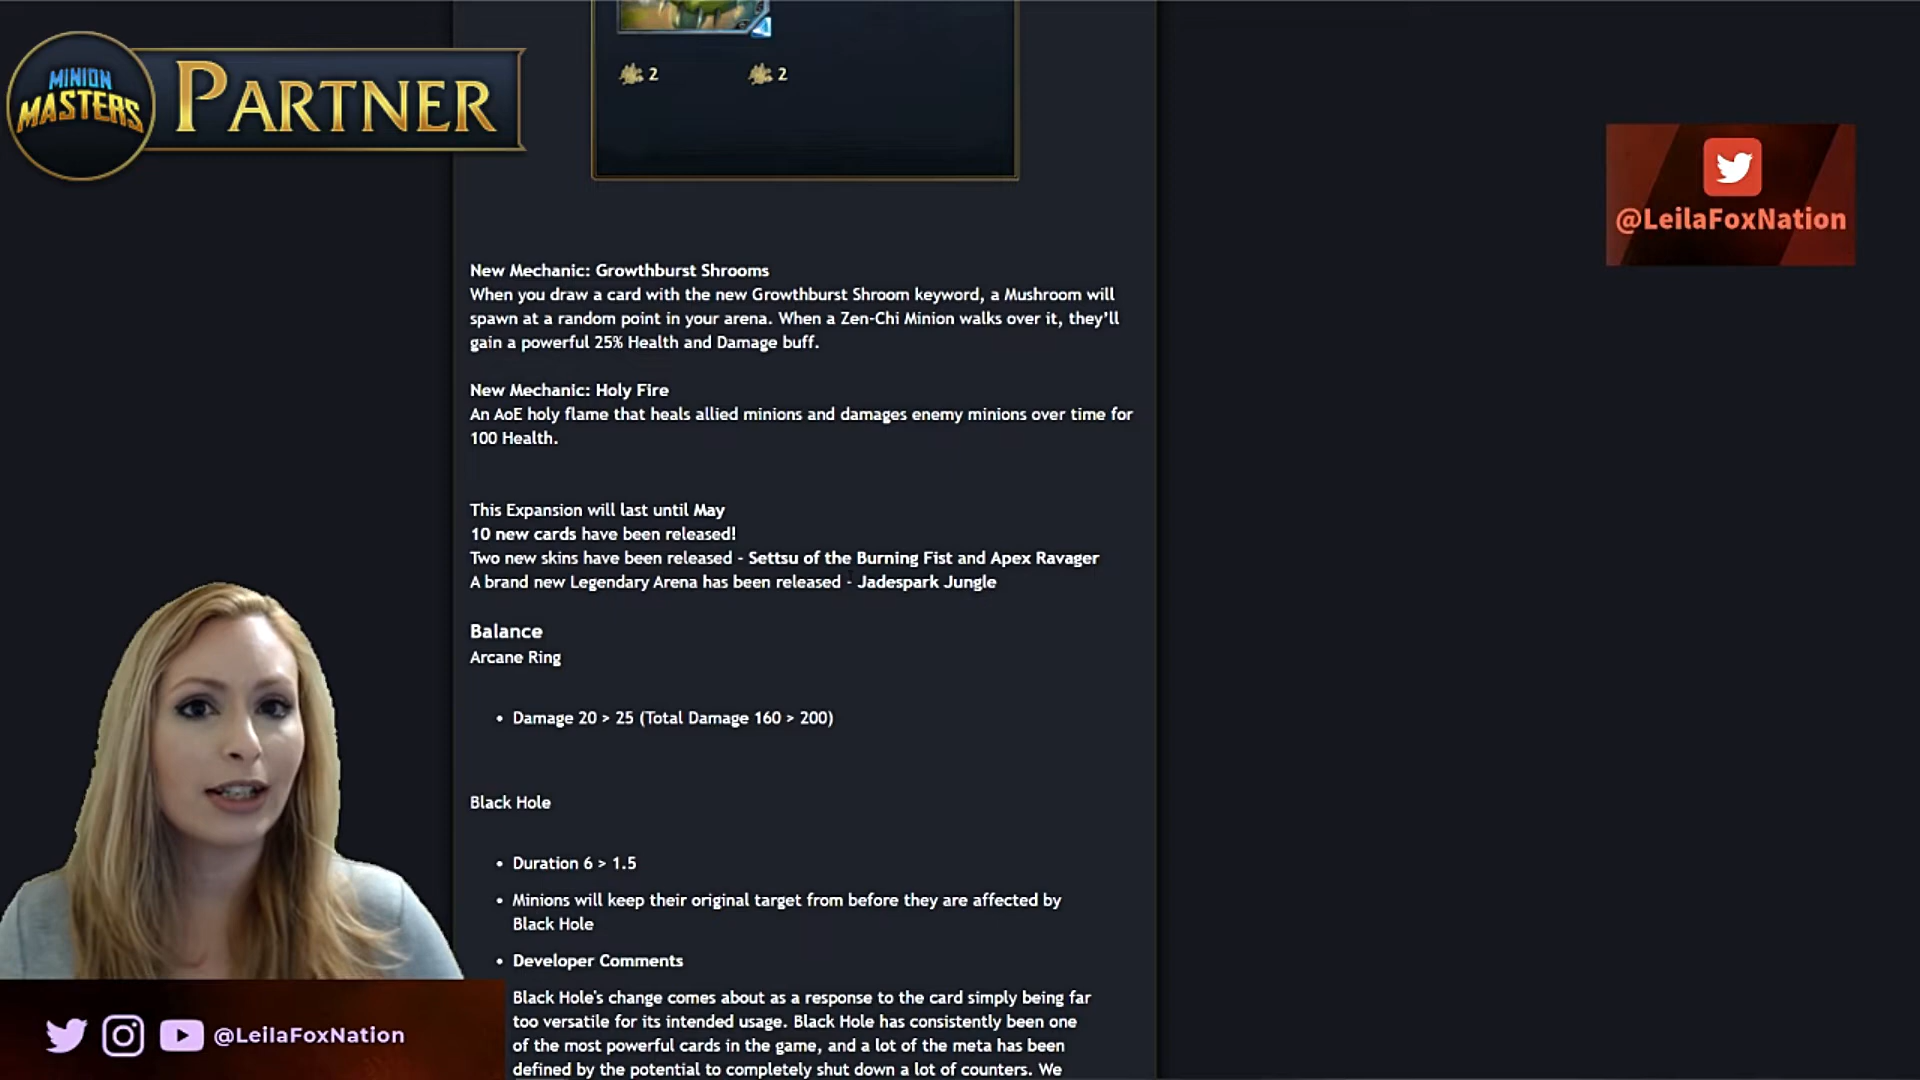 MINION
MASTERS
PARTNER
2
2
@LeilaFoxNation
New Mechanic: Growthburst Shrooms
When you draw a card with the new Growthburst Shroom keyword, a Mushroom will
spawn at a random point in your arena. When a Zen-Chi Minion walks over it, they’ll
gain a powerful 25% Health and Damage buff.
New Mechanic: Holy Fire
An AoE holy flame that heals allied minions and damages enemy minions over time for
100 Health.
This Expansion will last until May
10 new cards have been released!
Two new skins have been released - Settsu of the Burning Fist and Apex Ravager
A brand new Legendary Arena has been released - Jadespark Jungle
Balance
Arcane Ring
• Damage 20 > 25 (Total Damage 160 > 200)
Black Hole
• Duration 6 > 1.5
• Minions will keep their original target from before they are affected by
Black Hole
• Developer Comments
Black Hole's change comes about as a response to the card simply being far
too versatile for its intended usage. Black Hole has consistently been one
of the most powerful cards in the game, and a lot of the meta has been
defined by the potential to completely shut down a lot of counters. We
@LeilaFoxNation